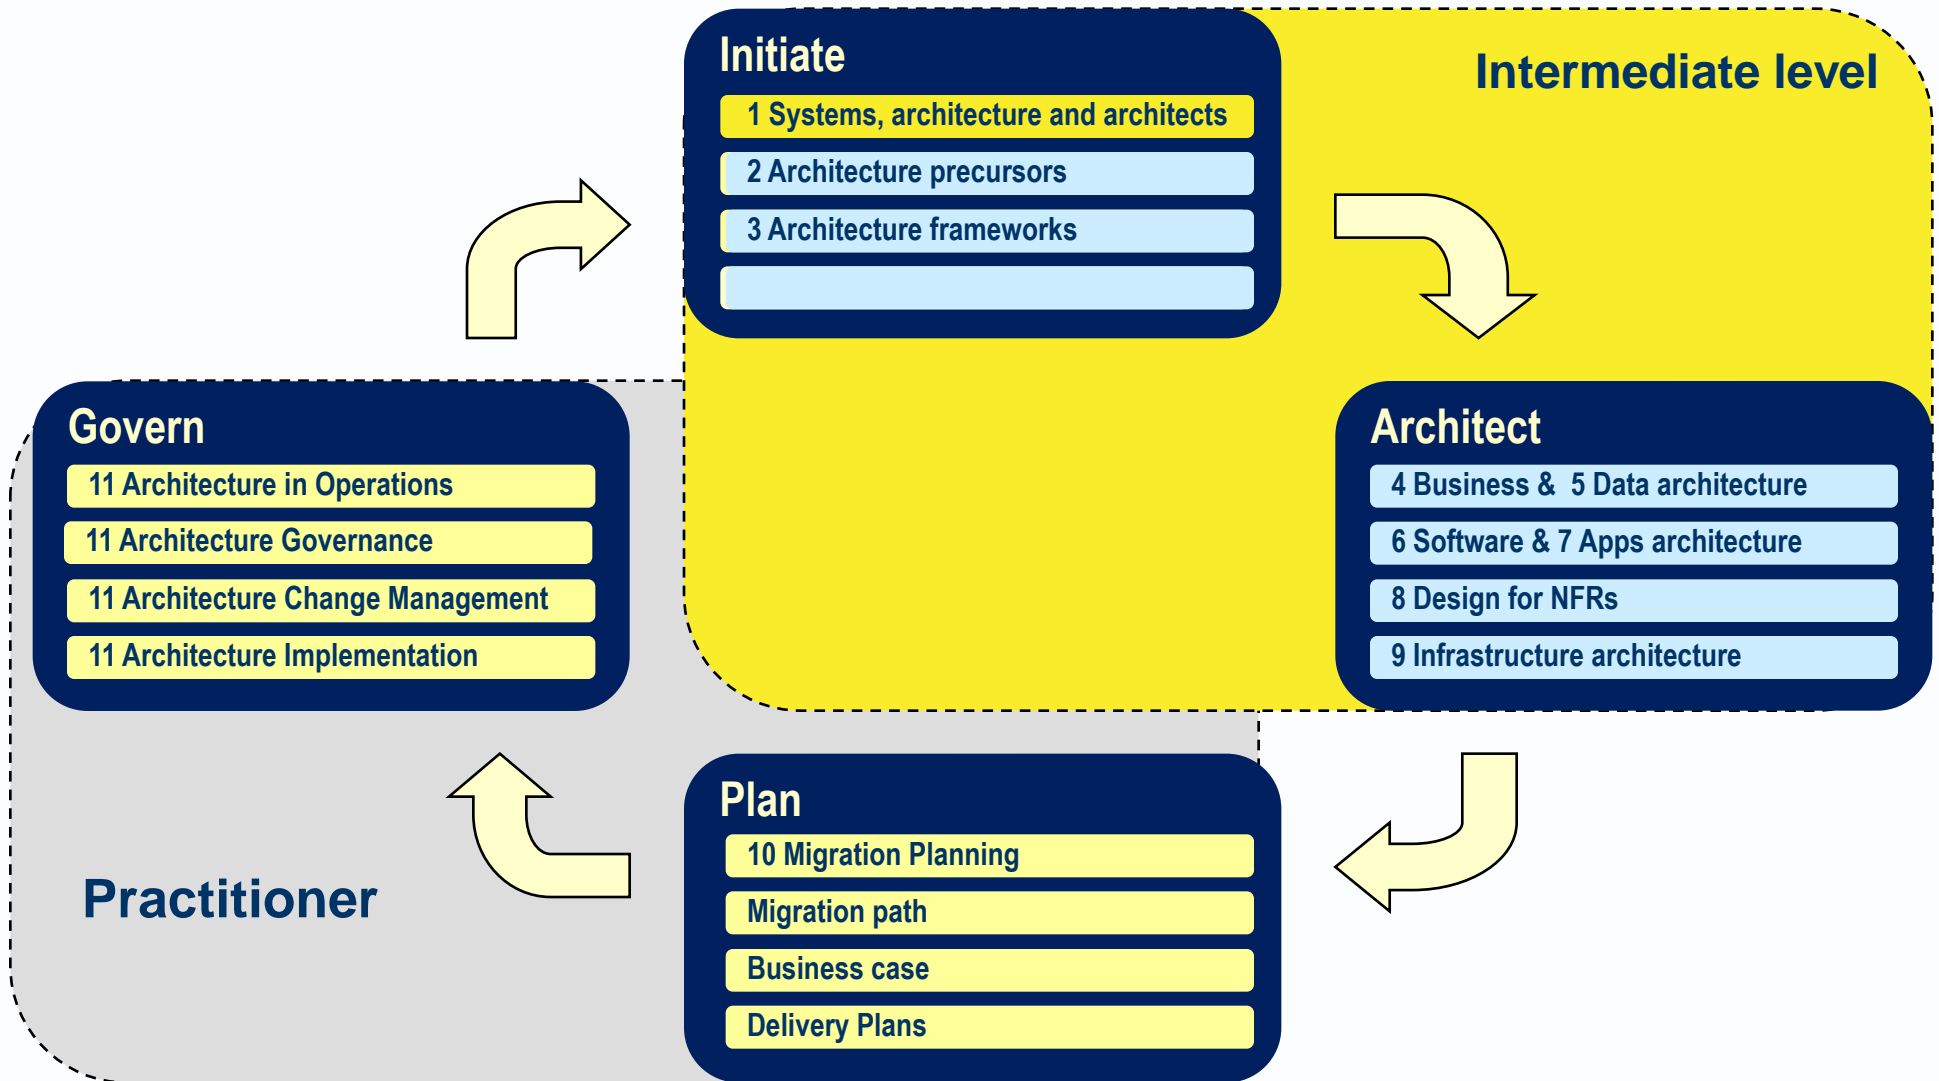 Initiate
1 Systems, architecture and architects
2 Architecture precursors
3 Architecture frameworks
Intermediate level
Govern
11 Architecture in Operations
11 Architecture Governance
11 Architecture Change Management
11 Architecture Implementation
Architect
4 Business &  5 Data architecture
6 Software & 7 Apps architecture
8 Design for NFRs
9 Infrastructure architecture
Practitioner
Plan
10 Migration Planning
Migration path
Business case
Delivery Plans